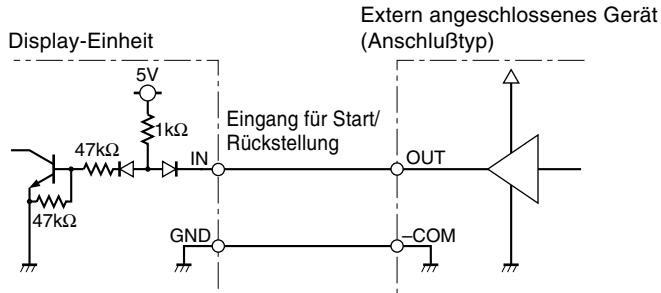 Extern angeschlossenes Gerät
(Anschlußtyp)
Display-Einheit
5V
1kΩ
47kΩ
47kΩ
Eingang für Start/
Rückstellung
IN
OUT
GND
–COM